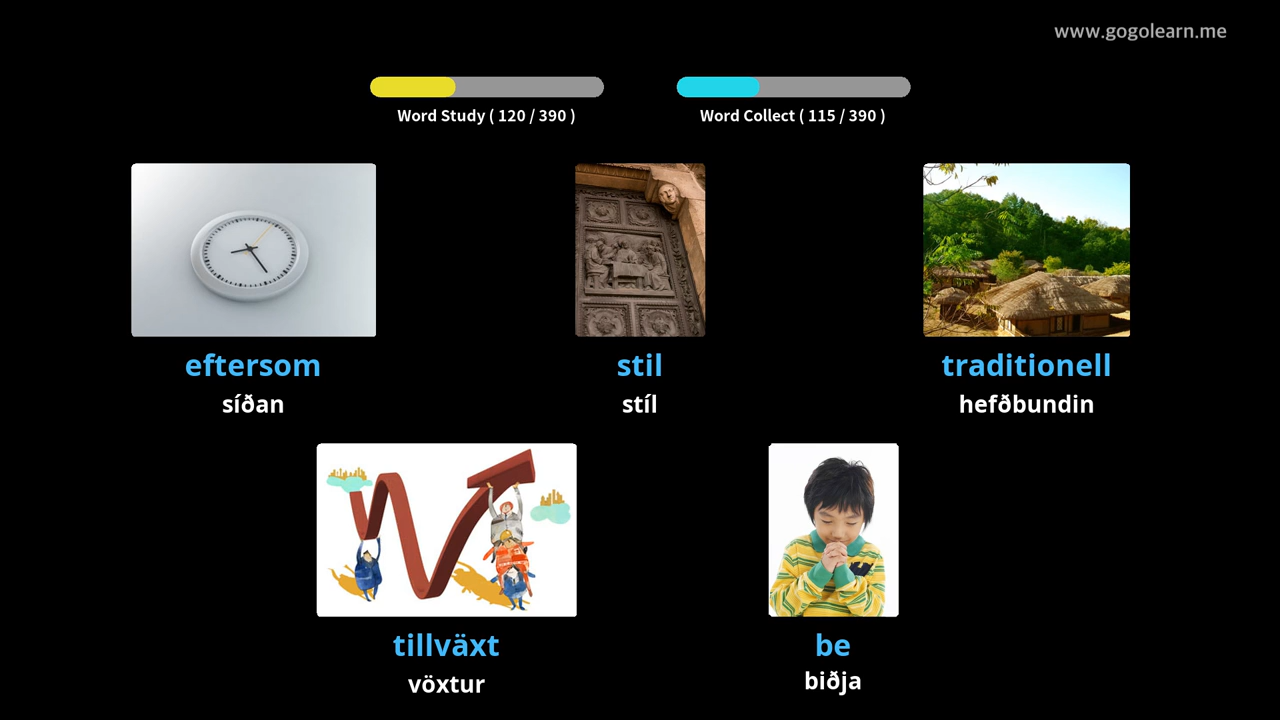 www.gogolearn.me
Word Study ( 120 / 390 )
Word Collect ( 115 / 390 )
eftersom
síðan
stil
stíl
traditionell
hefðbundin
tillväxt
vöxtur
be
biðja